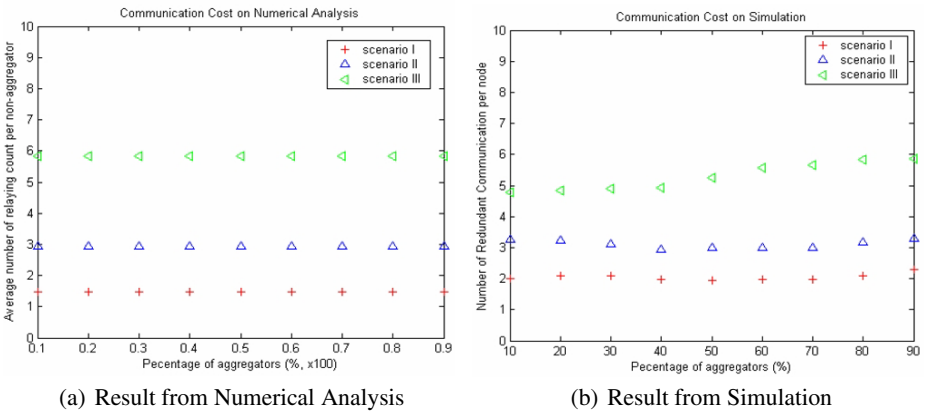 Communication Cost on Numerical Analysis
10
9
8
7
6
5
4
3
2
1
0
Average number of relaying count per non-aggregator
scenario I
scenario II
scenario III
0.1 0.2 0.3 0.4 0.5 0.6 0.7 0.8 0.9
Pecentage of aggregators (%, x100)
(a) Result from Numerical Analysis
Communication Cost on Simulation
10
9
8
7
6
5
4
3
2
1
0
Number of Redundant Communication per node
scenario I
scenario II
scenario III
10 20 30 40 50 60 70 80 90
Pecentage of aggregators (%)
(b) Result from Simulation